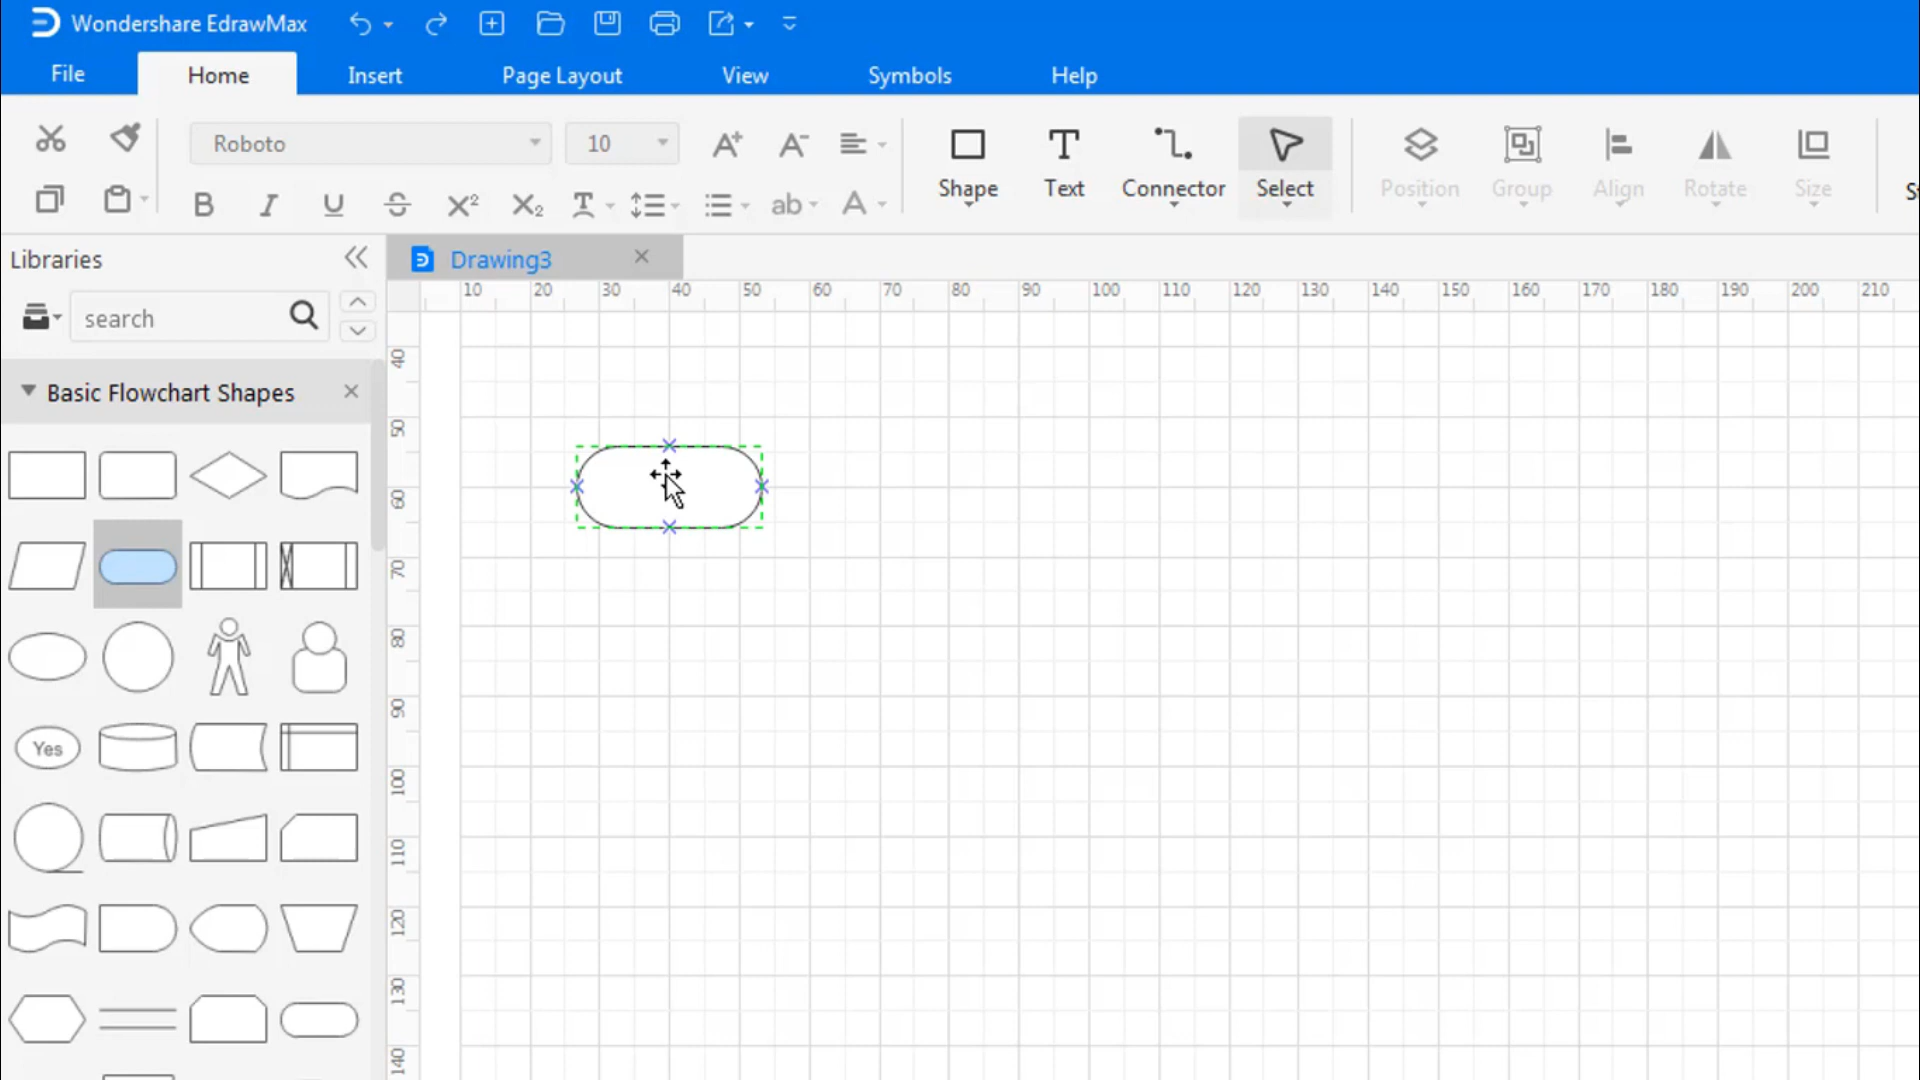 Wondershare EdrawMax
File Home Insert Page Layout View Symbols Help
Roboto 10
Shape Text Connector Select Position Group Align Rotate Size
B I U S X² X₂ T ab A
Libraries
Drawing3
search
10 20 30 40 50 60 70 80 90 100 110 120 130 140 150 160 170 180 190 200 210
Basic Flowchart Shapes
Yes
40
50
60
70
80
90
100
110
120
130
140